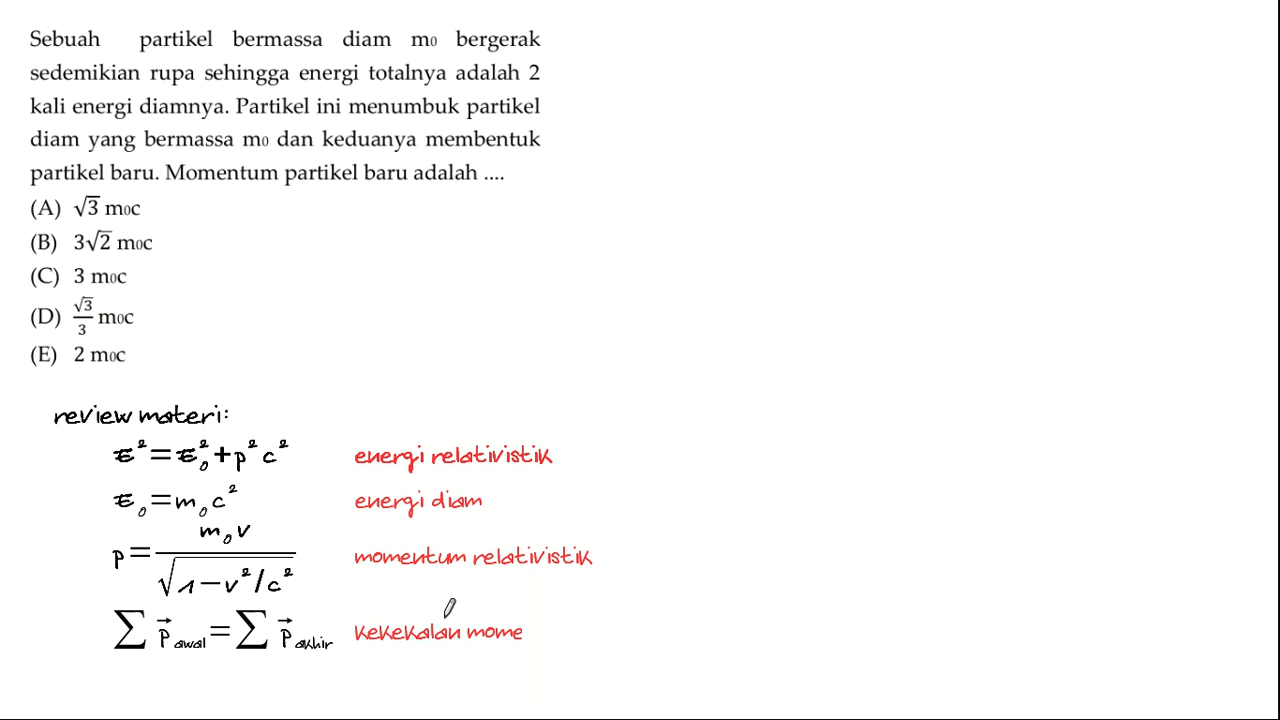 Sebuah partikel bermassa diam m₀ bergerak
sedemikian rupa sehingga energi totalnya adalah 2
kali energi diamnya. Partikel ini menumbuk partikel
diam yang bermassa m₀ dan keduanya membentuk
partikel baru. Momentum partikel baru adalah ....
(A) √3 m₀c
(B) 3√2 m₀c
(C) 3 m₀c
(D) √3/3 m₀c
(E) 2 m₀c
review materi:
E² = E₀² + p²c² energi relativistik
E₀ = m₀c² energi diam
p = m₀v / √(1 − v²/c²) momentum relativistik
∑ p⃗ awal = ∑ p⃗ akhir kekekalan mome